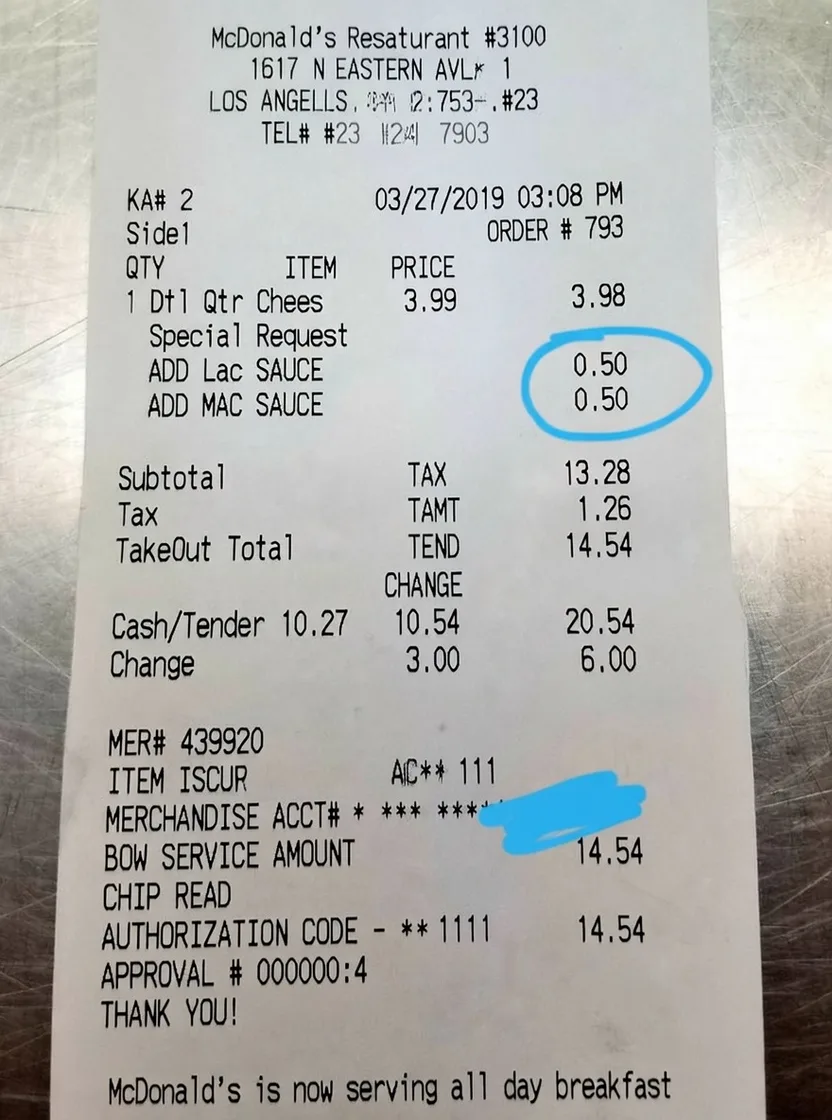 McDonald's Resaturant #3100
1617 N EASTERN 1
LOS ANGELLS, #23
TEL# #23 7903
KA# 2 03/27/2019 03:08 PM
Side1 ORDER # 793
QTY ITEM PRICE
1 Dtl Qtr Chees 3.99 3.98
Special Request
ADD Lac SAUCE 0.50
ADD MAC SAUCE 0.50
Subtotal TAX 13.28
Tax TAMT 1.26
TakeOut Total TEND 14.54
CHANGE
Cash/Tender 10.27 10.54 20.54
Change 3.00 6.00
MER# 439920
ITEM ISCUR AC** 111
MERCHANDISE ACCT# * *** ****
BOW SERVICE AMOUNT 14.54
CHIP READ
AUTHORIZATION CODE - ** 1111 14.54
APPROVAL # 000000:4
THANK YOU!
McDonald's is now serving all day breakfast